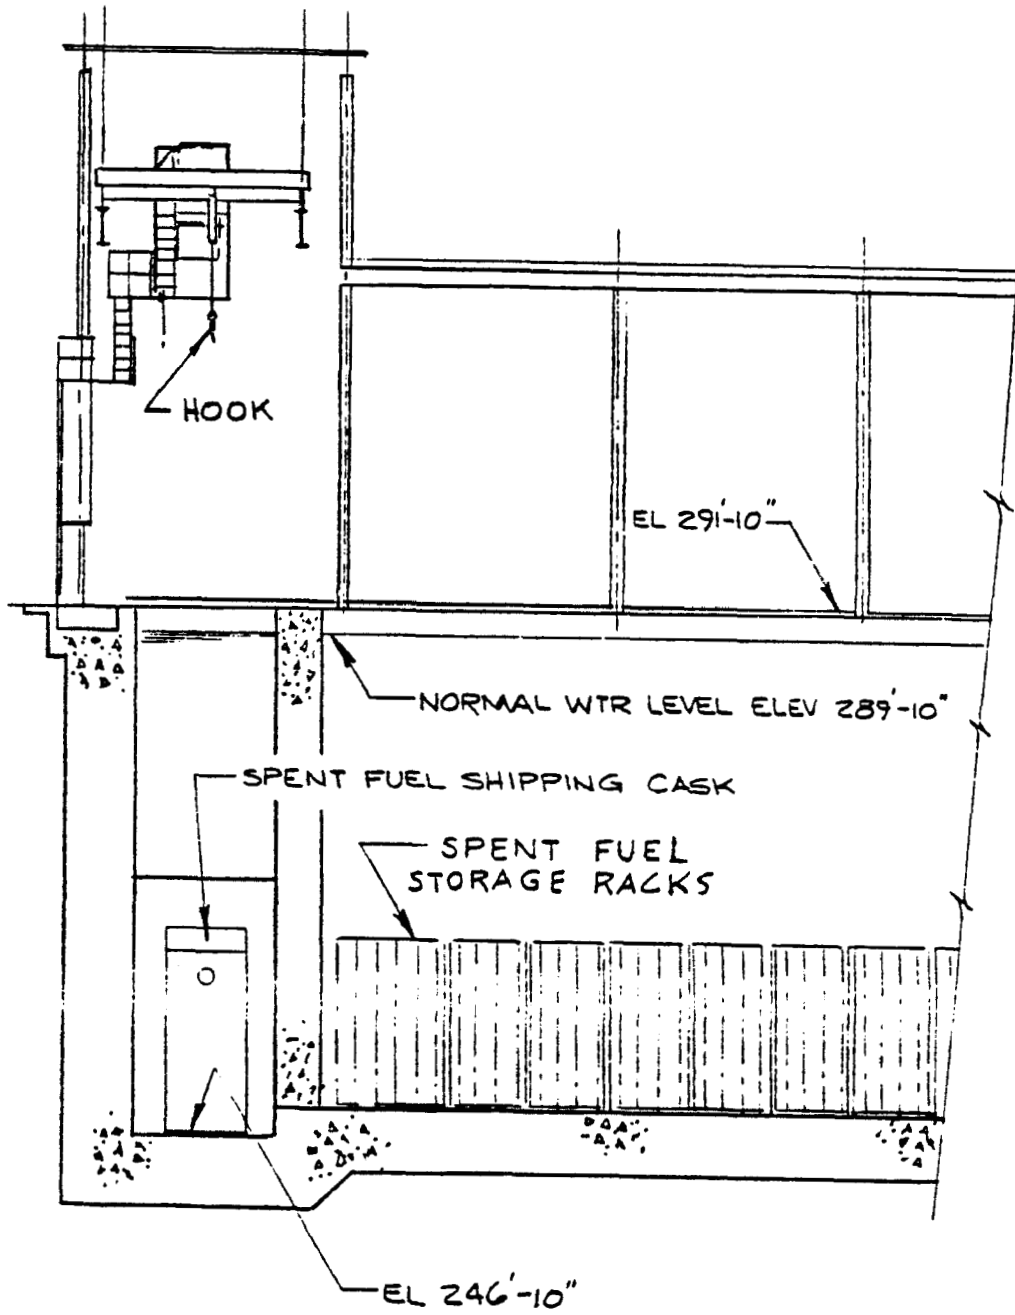 HOOK
EL 291'-10"
NORMAL WTR LEVEL ELEV 289'-10"
SPENT FUEL SHIPPING CASK
SPENT FUEL
STORAGE RACKS
EL 246'-10"